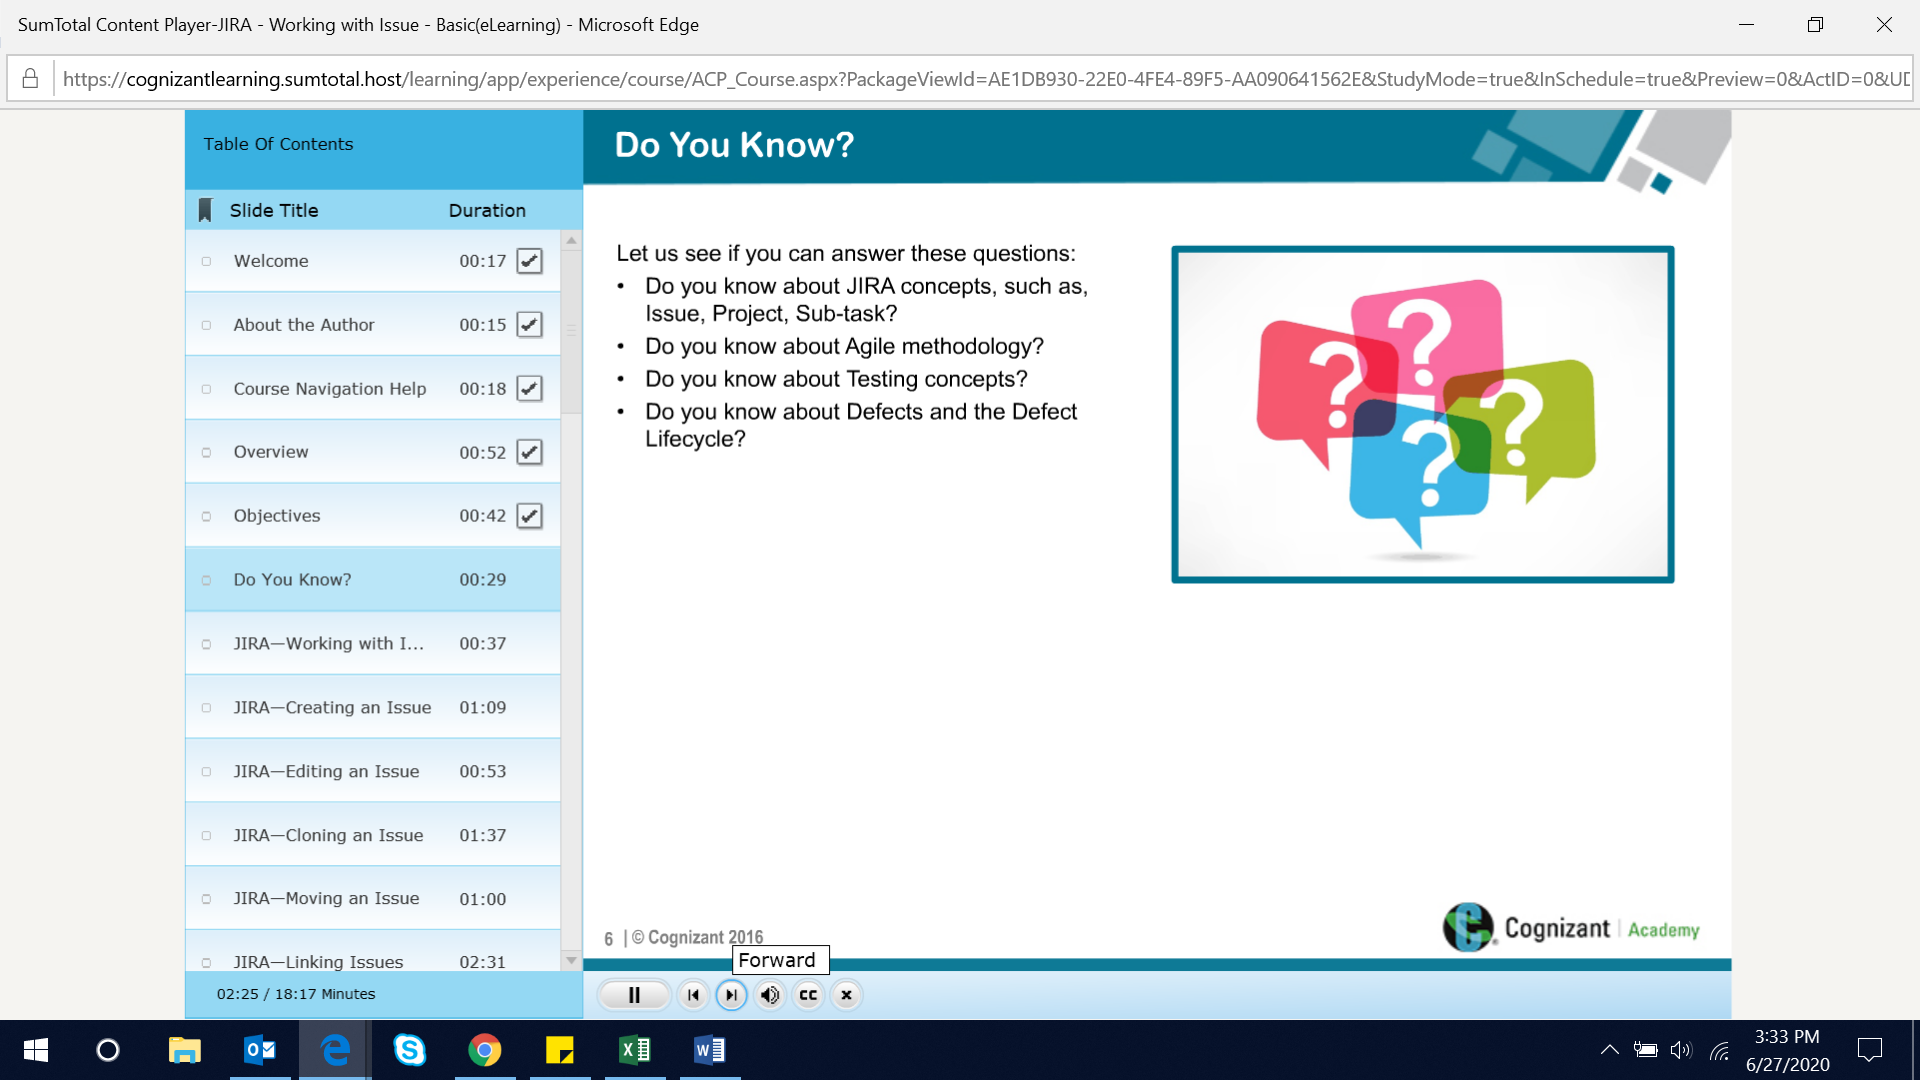 SumTotal Content Player-JIRA - Working with Issue - Basic(eLearning) - Microsoft Edge
https://cognizantlearning.sumtotal.host/learning/app/experience/course/ACP_Course.aspx?PackageViewId=AE1DB930-22E0-4FE4-89F5-AA090641562E&StudyMode=true&InSchedule=true&Preview=0&ActID=0&UD
Table Of Contents
Slide Title Duration
Welcome 00:17
About the Author 00:15
Course Navigation Help 00:18
Overview 00:52
Objectives 00:42
Do You Know? 00:29
JIRA—Working with I... 00:37
JIRA—Creating an Issue 01:09
JIRA—Editing an Issue 00:53
JIRA—Cloning an Issue 01:37
JIRA—Moving an Issue 01:00
JIRA—Linking Issues 02:31
02:25 / 18:17 Minutes
Do You Know?
Let us see if you can answer these questions:
• Do you know about JIRA concepts, such as,
Issue, Project, Sub-task?
• Do you know about Agile methodology?
• Do you know about Testing concepts?
• Do you know about Defects and the Defect
Lifecycle?
?
?
?
?
6 | © Cognizant 2016
Cognizant | Academy
Forward
CC
3:33 PM
6/27/2020